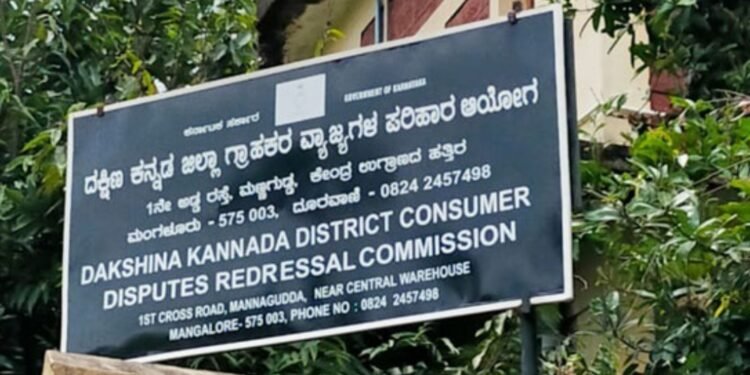 ಕರ್ನಾಟಕ ಸರ್ಕಾರ GOVERNMENT OF KARNATAKA
ದಕ್ಷಿಣ ಕನ್ನಡ ಜಿಲ್ಲಾ ಗ್ರಾಹಕರ ವ್ಯಾಜ್ಯಗಳ ಪರಿಹಾರ ಆಯೋಗ
1ನೇ ಅಡ್ಡ ರಸ್ತೆ, ಮಣ್ಣಗುಡ್ಡ, ಕೇಂದ್ರ ಉಗ್ರಾಣದ ಹತ್ತಿರ
ಮಂಗಳೂರು - 575 003, ದೂರವಾಣಿ - 0824 2457498
DAKSHINA KANNADA DISTRICT CONSUMER
DISPUTES REDRESSAL COMMISSION
1ST CROSS ROAD, MANNAGUDDA, NEAR CENTRAL WAREHOUSE
MANGALORE- 575 003, PHONE NO : 0824 2457498